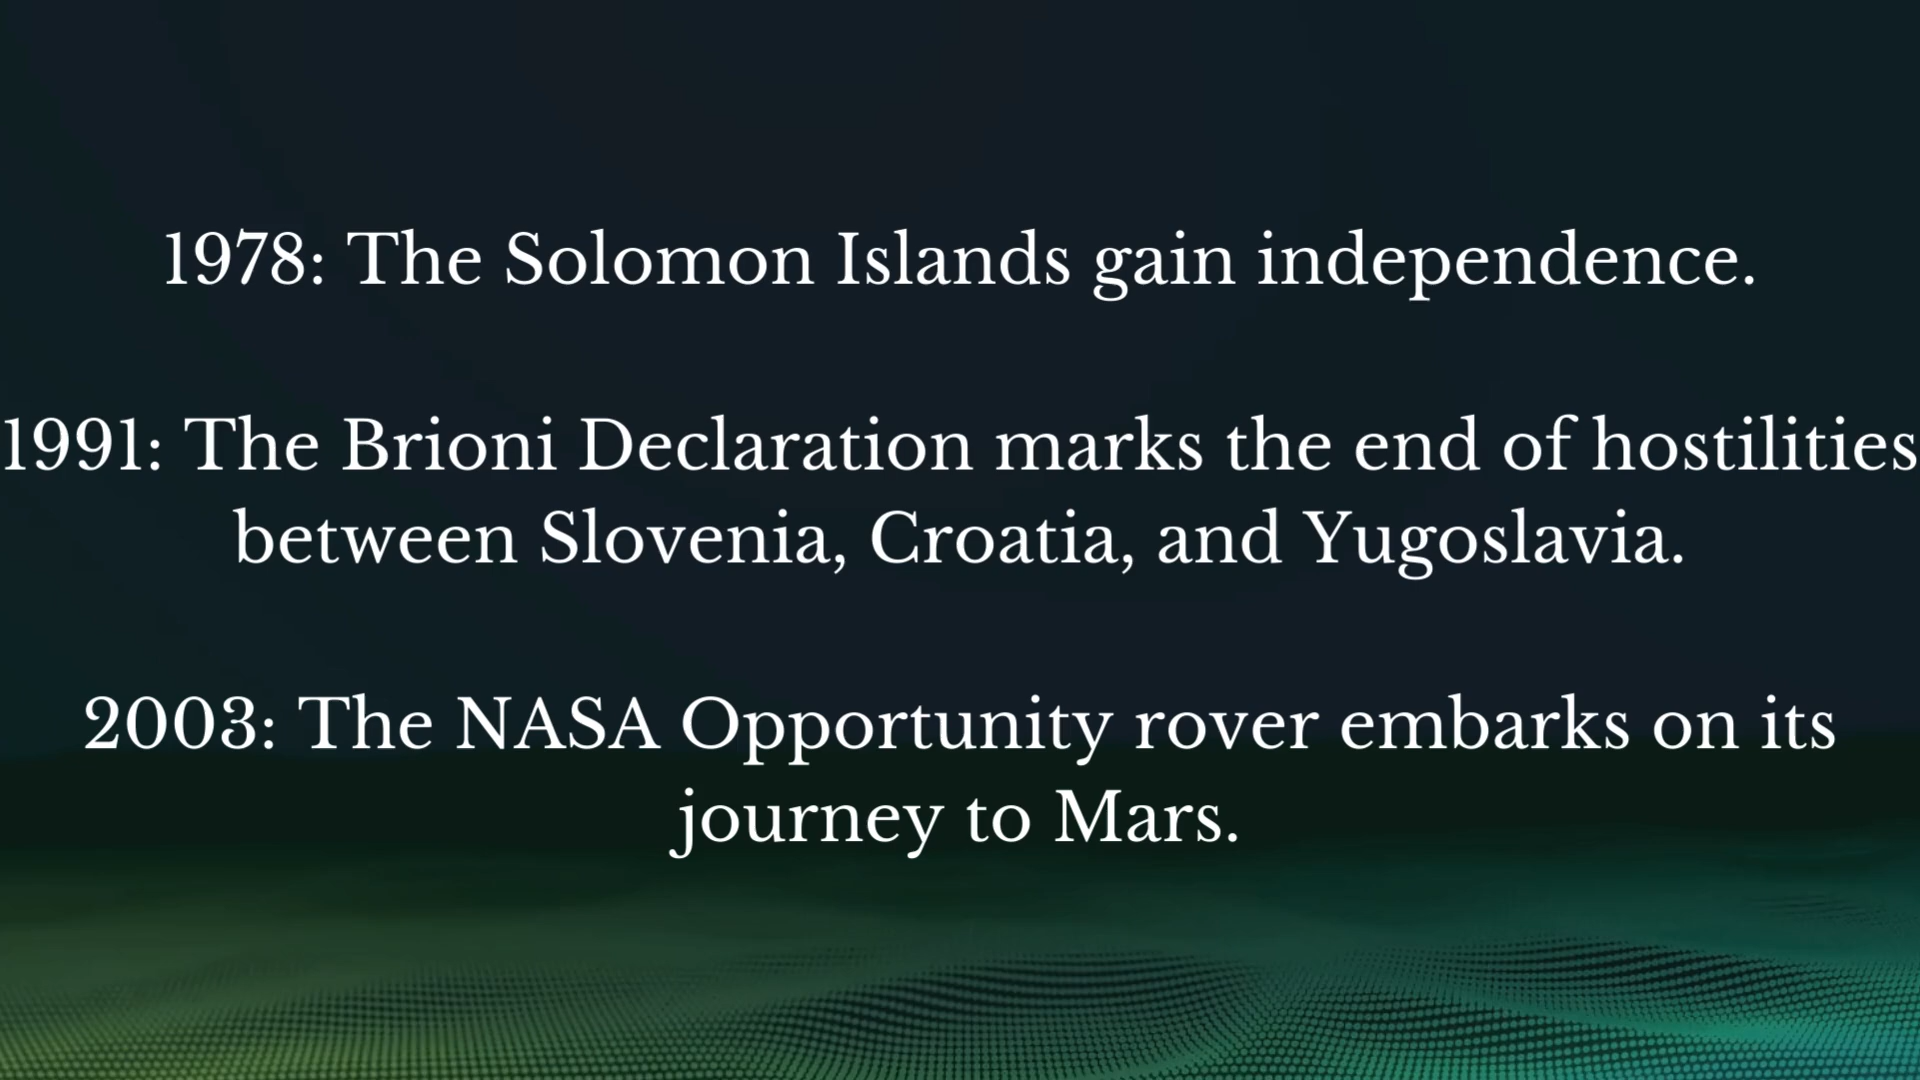 1978: The Solomon Islands gain independence.
1991: The Brioni Declaration marks the end of hostilities
between Slovenia, Croatia, and Yugoslavia.
2003: The NASA Opportunity rover embarks on its
journey to Mars.